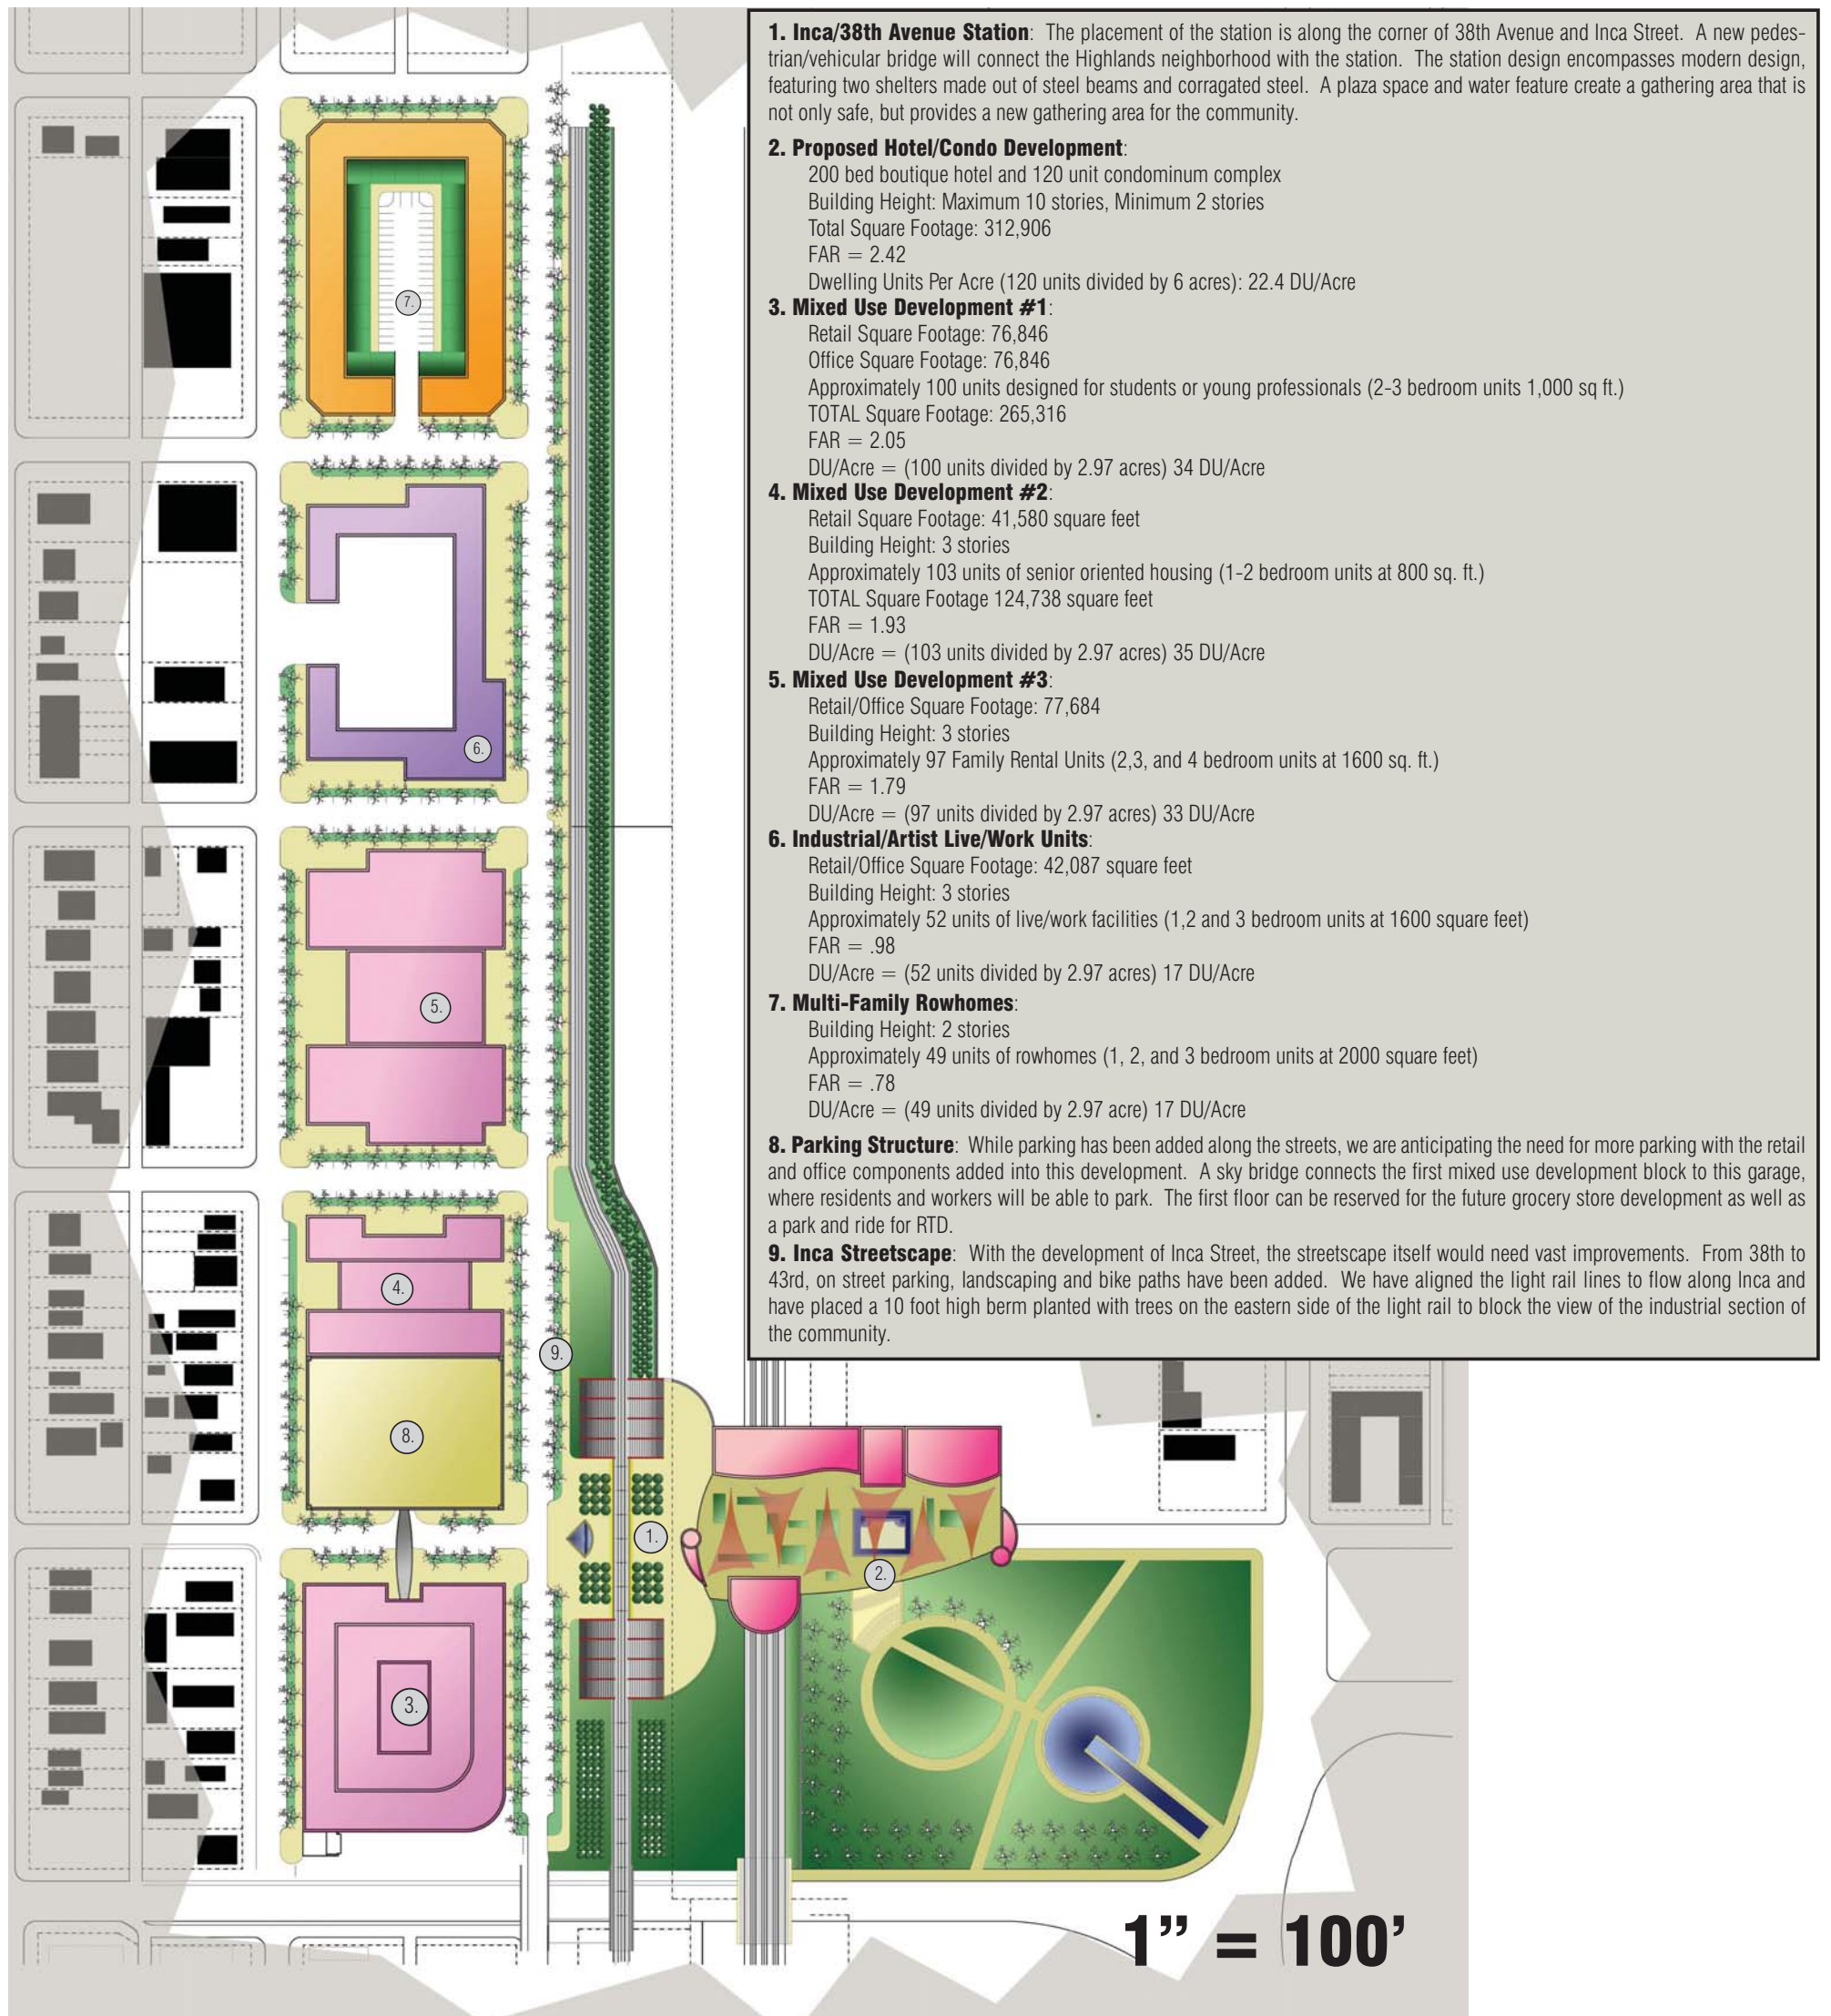 1. Inca/38th Avenue Station: The placement of the station is along the corner of 38th Avenue and Inca Street. A new pedes-
trian/vehicular bridge will connect the Highlands neighborhood with the station. The station design encompasses modern design,
featuring two shelters made out of steel beams and corragated steel. A plaza space and water feature create a gathering area that is
not only safe, but provides a new gathering area for the community.
2. Proposed Hotel/Condo Development:
200 bed boutique hotel and 120 unit condominum complex
Building Height: Maximum 10 stories, Minimum 2 stories
Total Square Footage: 312,906
FAR = 2.42
Dwelling Units Per Acre (120 units divided by 6 acres): 22.4 DU/Acre
3. Mixed Use Development #1:
Retail Square Footage: 76,846
Office Square Footage: 76,846
Approximately 100 units designed for students or young professionals (2-3 bedroom units 1,000 sq ft.)
TOTAL Square Footage: 265,316
FAR = 2.05
DU/Acre = (100 units divided by 2.97 acres) 34 DU/Acre
4. Mixed Use Development #2:
Retail Square Footage: 41,580 square feet
Building Height: 3 stories
Approximately 103 units of senior oriented housing (1-2 bedroom units at 800 sq. ft.)
TOTAL Square Footage 124,738 square feet
FAR = 1.93
DU/Acre = (103 units divided by 2.97 acres) 35 DU/Acre
5. Mixed Use Development #3:
Retail/Office Square Footage: 77,684
Building Height: 3 stories
Approximately 97 Family Rental Units (2,3, and 4 bedroom units at 1600 sq. ft.)
FAR = 1.79
DU/Acre = (97 units divided by 2.97 acres) 33 DU/Acre
6. Industrial/Artist Live/Work Units:
Retail/Office Square Footage: 42,087 square feet
Building Height: 3 stories
Approximately 52 units of live/work facilities (1,2 and 3 bedroom units at 1600 square feet)
FAR = .98
DU/Acre = (52 units divided by 2.97 acres) 17 DU/Acre
7. Multi-Family Rowhomes:
Building Height: 2 stories
Approximately 49 units of rowhomes (1, 2, and 3 bedroom units at 2000 square feet)
FAR = .78
DU/Acre = (49 units divided by 2.97 acre) 17 DU/Acre
8. Parking Structure: While parking has been added along the streets, we are anticipating the need for more parking with the retail
and office components added into this development. A sky bridge connects the first mixed use development block to this garage,
where residents and workers will be able to park. The first floor can be reserved for the future grocery store development as well as
a park and ride for RTD.
9. Inca Streetscape: With the development of Inca Street, the streetscape itself would need vast improvements. From 38th to
43rd, on street parking, landscaping and bike paths have been added. We have aligned the light rail lines to flow along Inca and
have placed a 10 foot high berm planted with trees on the eastern side of the light rail to block the view of the industrial section of
the community.
7.
6.
5.
4.
9.
8.
1.
2.
3.
1” = 100’